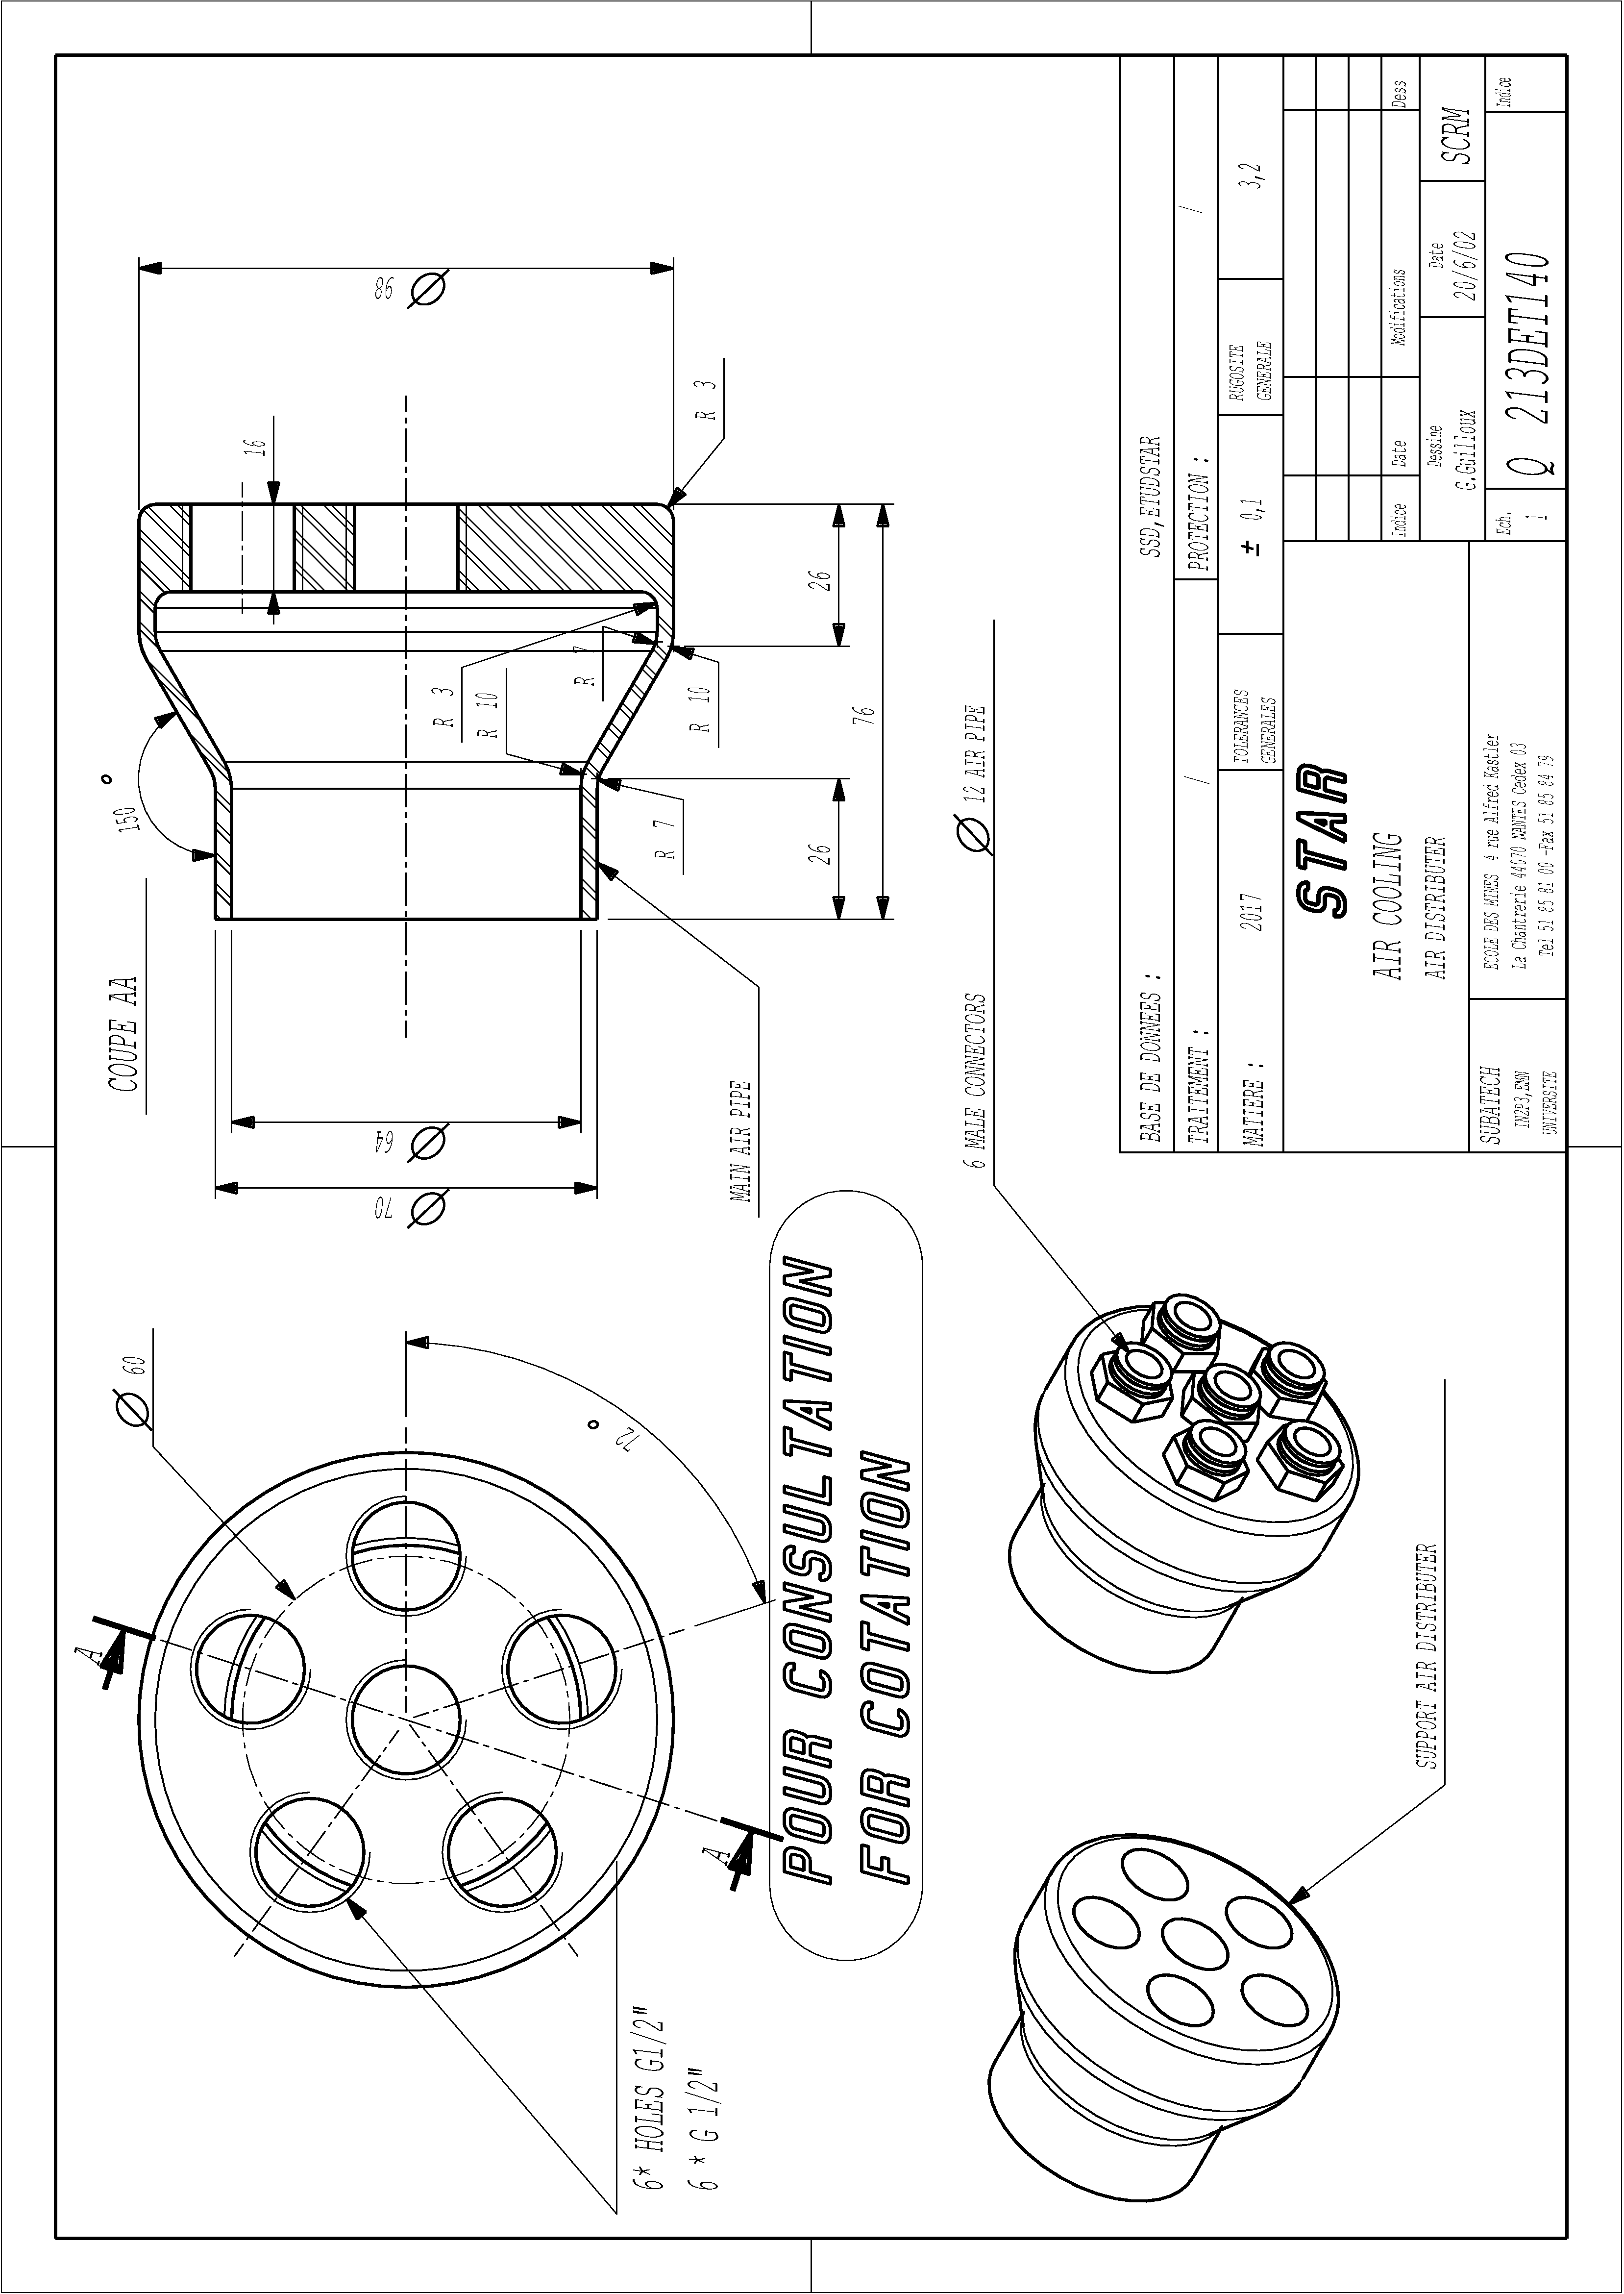 COUPE AA
Ø 60
72 °
A
A
6* HOLES G1/2"
6 * G 1/2"
150 °
Ø 70
Ø 64
MAIN AIR PIPE
R 7
R 10
R 3
R 7
R 10
R 3
16
Ø 98
26
26
76
POUR CONSULTATION
FOR COTATION
6 MALE CONNECTORS Ø 12 AIR PIPE
SUPPORT AIR DISTRIBUTER
BASE DE DONNEES : SSD,ETUDSTAR
TRAITEMENT : / PROTECTION : /
MATIERE : 2017 TOLERANCES GENERALES ± 0,1 RUGOSITE GENERALE 3,2
STAR
AIR COOLING
AIR DISTRIBUTER
Indice Date Modifications Dess
Dessine G.Guilloux Date 20/6/02 SCRM
SUBATECH
IN2P3,EMN
UNIVERSITE
ECOLE DES MINES 4 rue Alfred Kastler
La Chantrerie 44070 NANTES Cedex 03
Tel 51 85 81 00 -Fax 51 85 84 79
Ech. 1 Q 213DET140 Indice